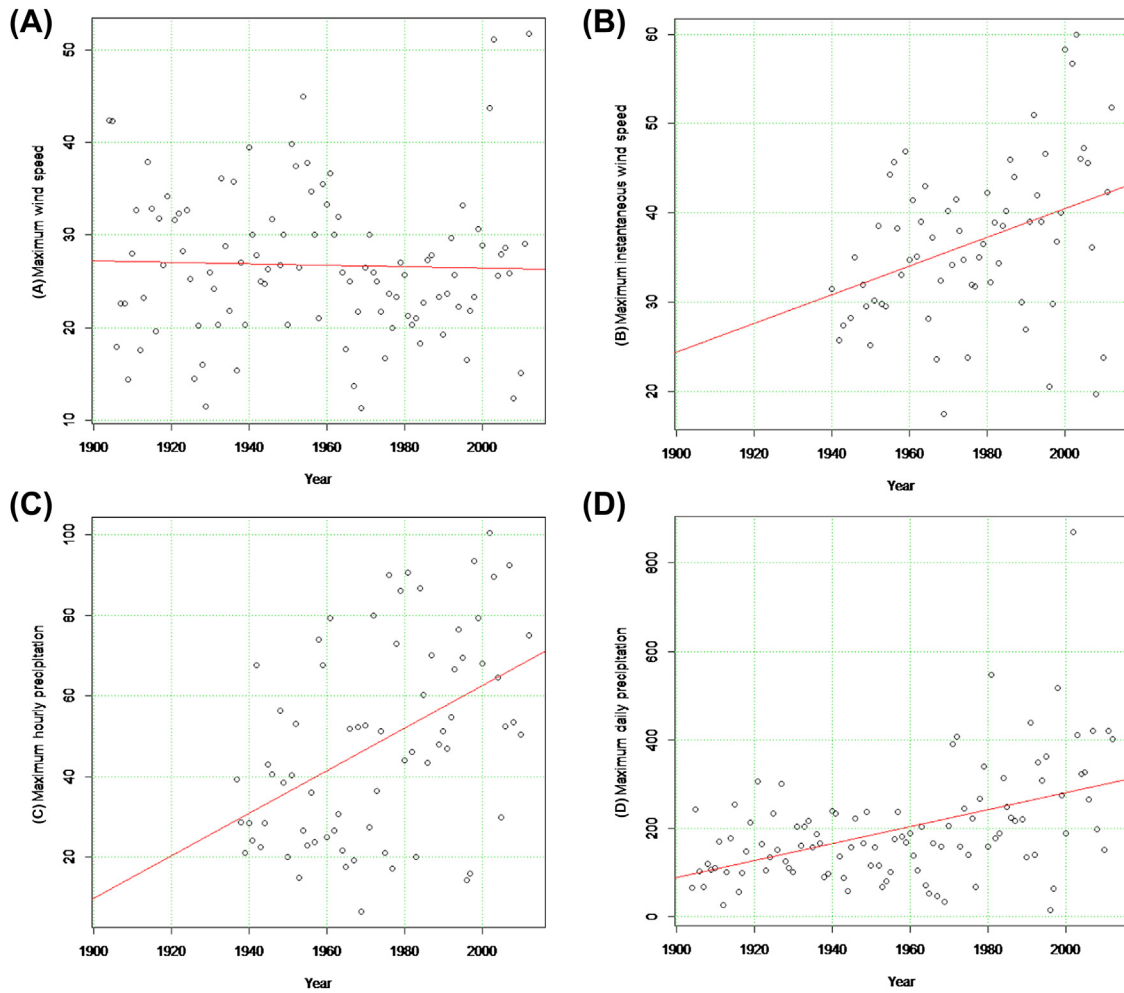 (A)
(A) Maximum wind speed
50
40
30
20
10
1900 1920 1940 1960 1980 2000
Year
(B)
(B) Maximum instantaneous wind speed
60
50
40
30
20
1900 1920 1940 1960 1980 2000
Year
(C)
(C) Maximum hourly precipitation
100
80
60
40
20
1900 1920 1940 1960 1980 2000
Year
(D)
(D) Maximum daily precipitation
800
600
400
200
0
1900 1920 1940 1960 1980 2000
Year